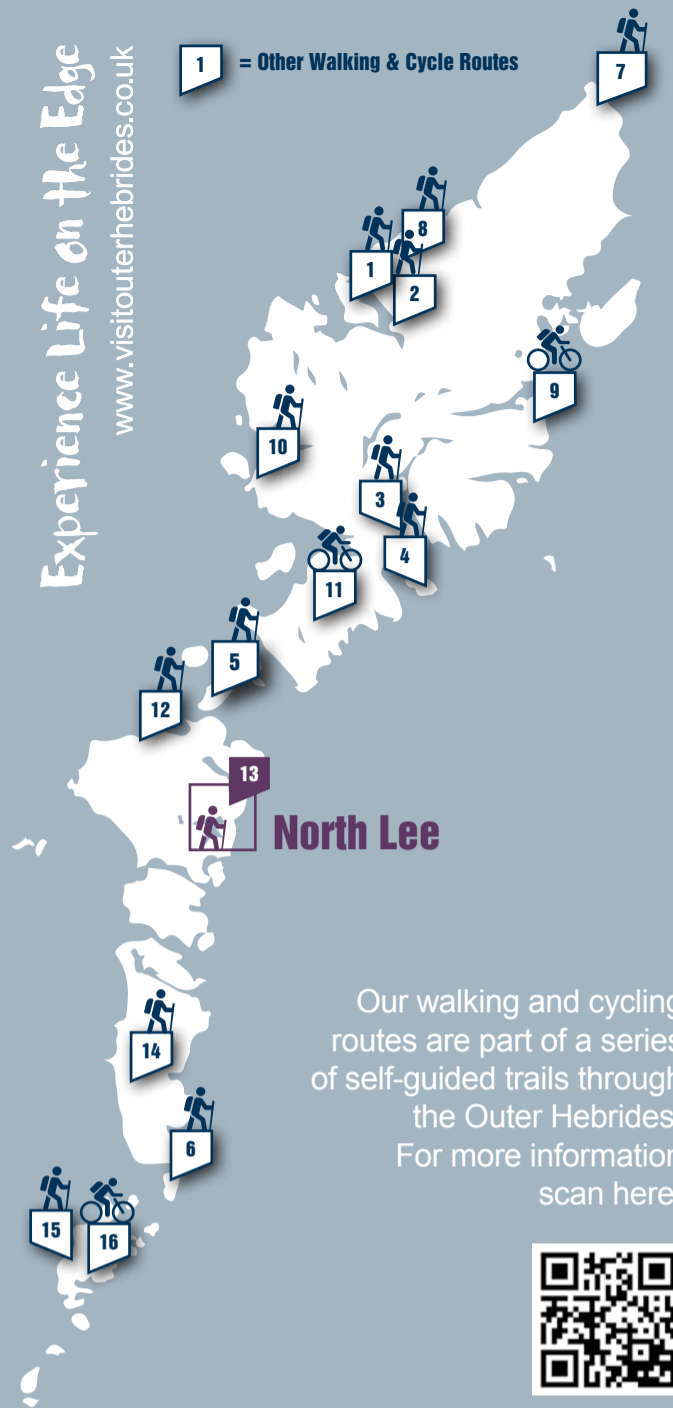 Experience Life on the Edge
www.visitouterhebrides.co.uk
1 = Other Walking & Cycle Routes
7
8
1
2
9
10
3
4
11
5
12
13
North Lee
14
6
15
16
Our walking and cycling
routes are part of a series
of self-guided trails through
the Outer Hebrides
For more information
scan here